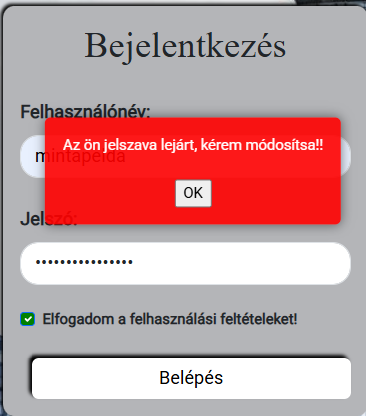 Bejelentkezés
Felhasználónév:
Az ön jelszava lejárt, kérem módosítsa!!
mintapelda
OK
Jelszó:
••••••••••••••••
Elfogadom a felhasználási feltételeket!
Belépés